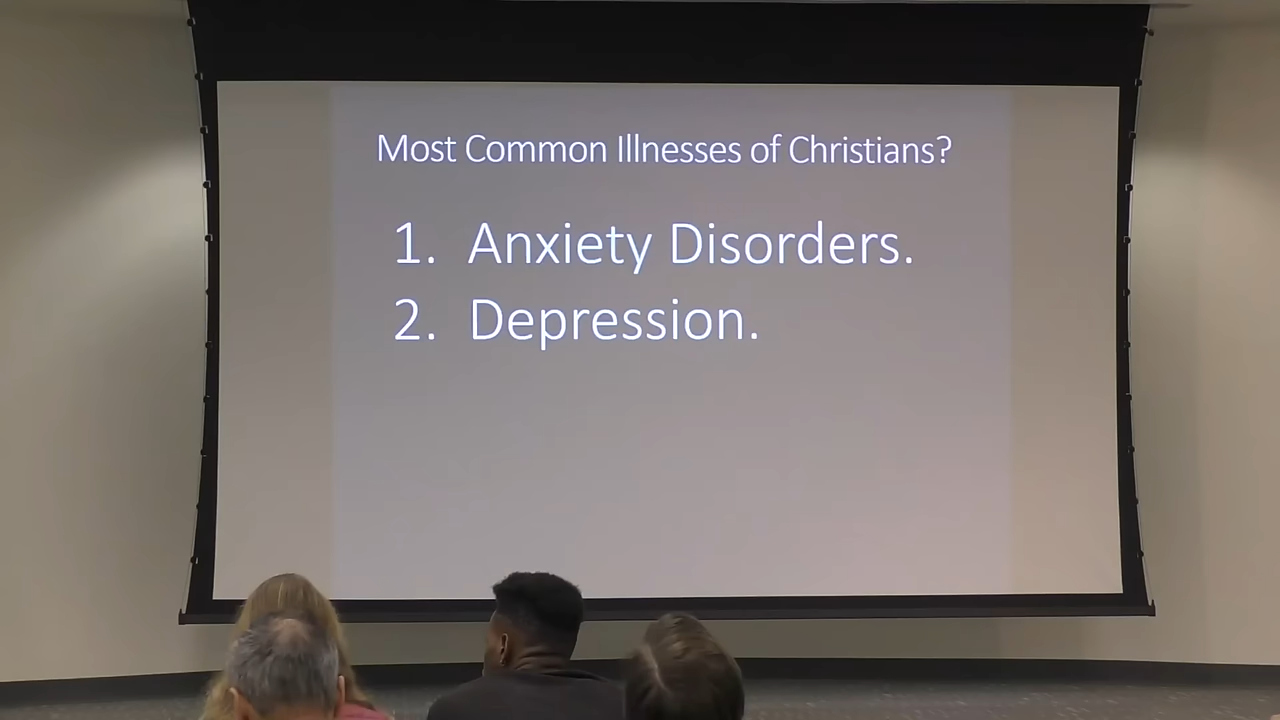 Most Common Illnesses of Christians?
1. Anxiety Disorders.
2. Depression.